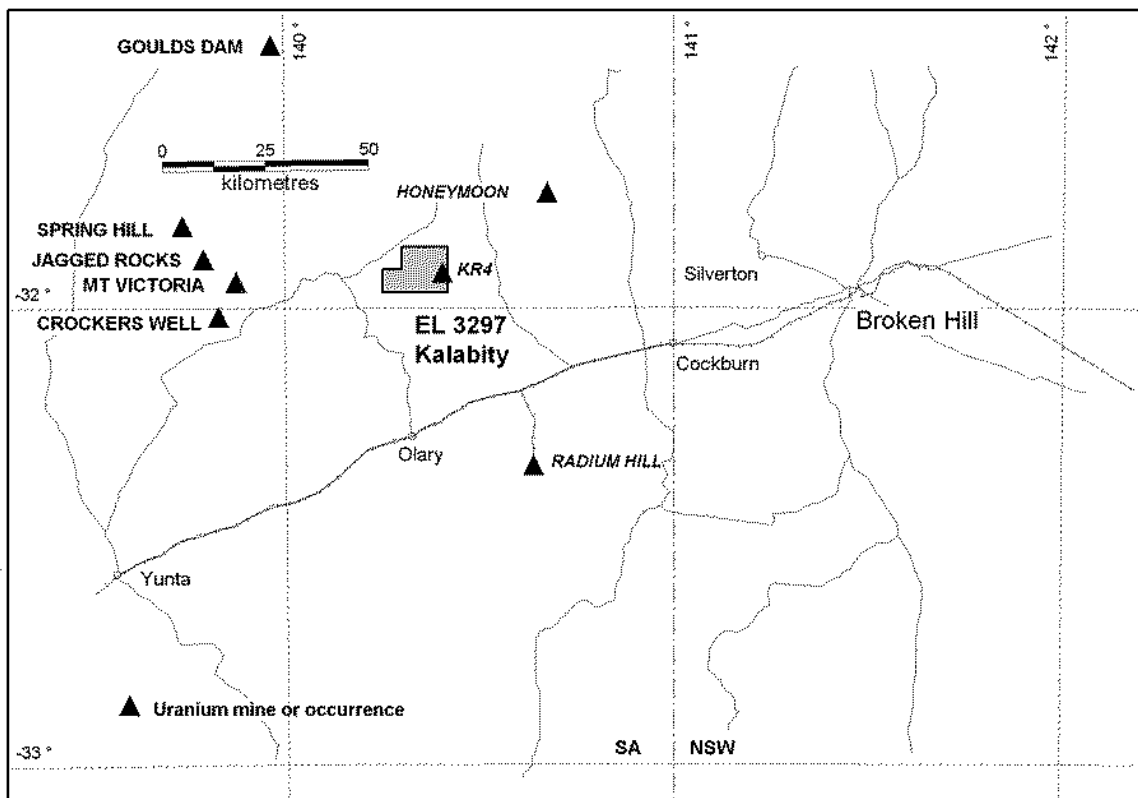 GOULDS DAM
140 °
141 °
142 °
0 25 50
kilometres
HONEYMOON
SPRING HILL
JAGGED ROCKS
MT VICTORIA
KR4
Silverton
-32 °
CROCKERS WELL
EL 3297
Kalabity
Broken Hill
Cockburn
Olary
RADIUM HILL
Yunta
Uranium mine or occurrence
-33 °
SA NSW